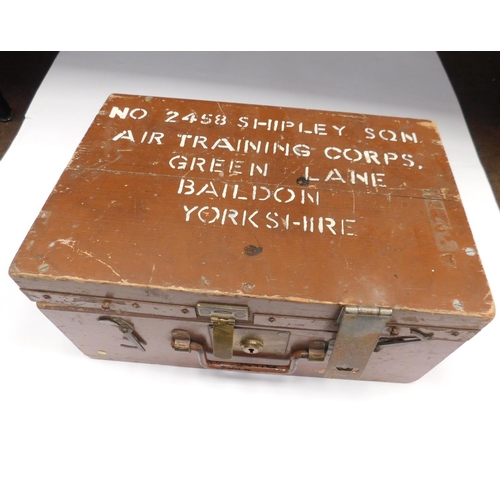 NO 2458 SHIPLEY SQN.
AIR TRAINING CORPS.
GREEN LANE
BAILDON
YORKSHIRE